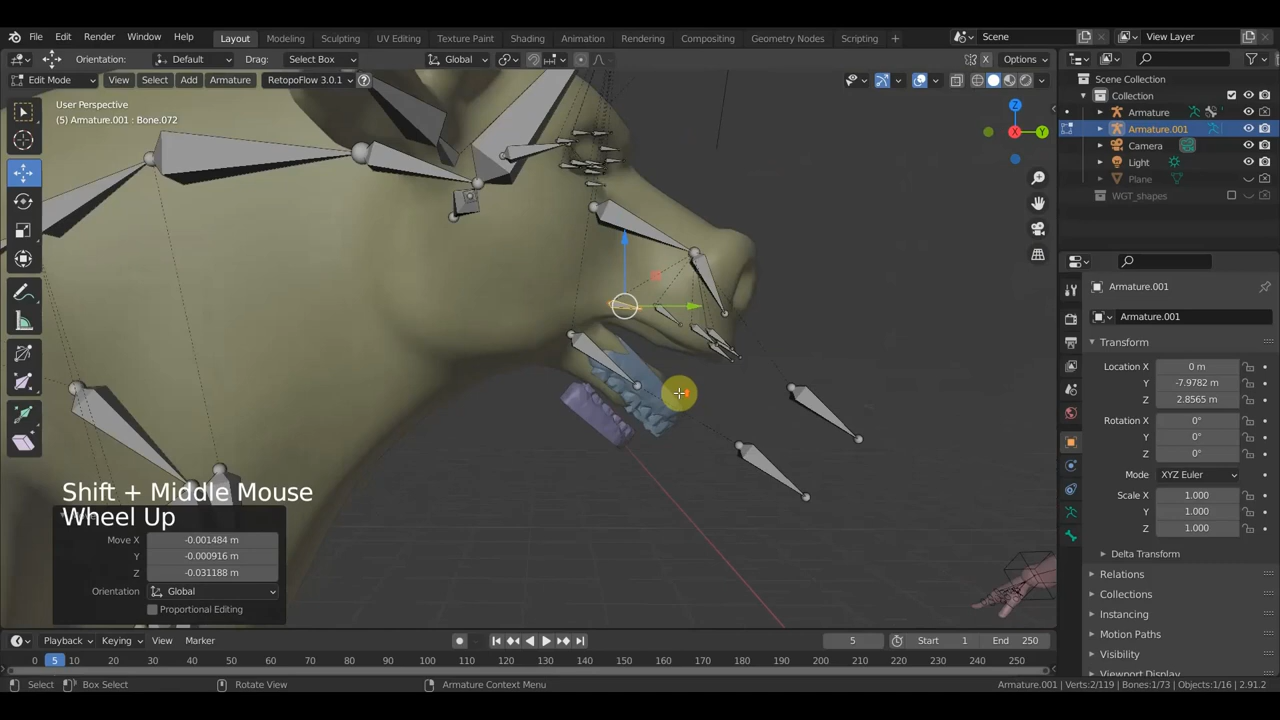 File Edit Render Window Help Layout Modeling Sculpting UV Editing Texture Paint Shading Animation Rendering Compositing Geometry Nodes Scripting + Scene View Layer
Orientation: Default Drag: Select Box Global Options
Edit Mode View Select Add Armature RetopoFlow 3.0.1 Scene Collection
User Perspective
(5) Armature.001 : Bone.072
Collection
Armature
Armature.001
Camera
Light
Plane
WGT_shapes
Z
X Y
Armature.001
Armature.001
Transform
Location X 0 m
Y -7.9782 m
Z 2.8565 m
Rotation X 0°
Y 0°
Z 0°
Mode XYZ Euler
Scale X 1.000
Y 1.000
Z 1.000
Delta Transform
Relations
Collections
Instancing
Motion Paths
Visibility
Viewport Display
Shift + Middle Mouse
Wheel Up
Move X -0.001484 m
Y -0.000916 m
Z -0.031188 m
Orientation Global
Proportional Editing
Playback Keying View Marker 5 Start 1 End 250
0 5 10 20 30 40 50 60 70 80 90 100 110 120 130 140 150 160 170 180 190 200 210 220 230 240 250
Select Box Select Rotate View Armature Context Menu Armature.001 | Verts:2/119 | Bones:1/73 | Objects:1/16 | 2.91.2